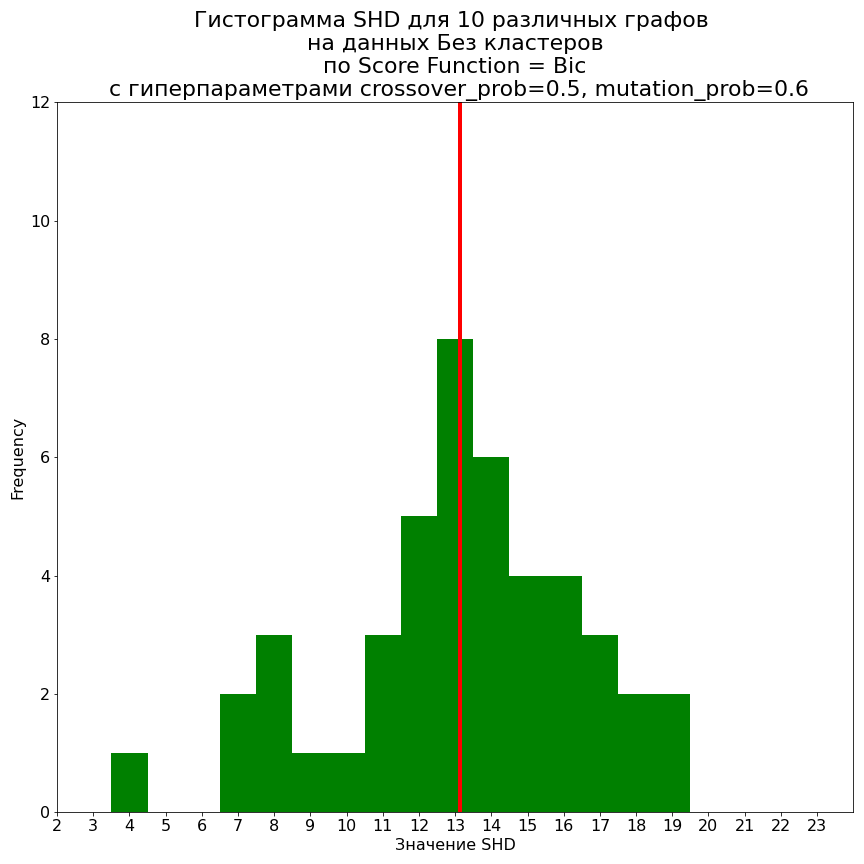 Гистограмма SHD для 10 различных графов
на данных Без кластеров
по Score Function = Bic
с гиперпараметрами crossover_prob=0.5, mutation_prob=0.6
12
10
8
6
4
2
0
Frequency
2 3 4 5 6 7 8 9 10 11 12 13 14 15 16 17 18 19 20 21 22 23
Значение SHD